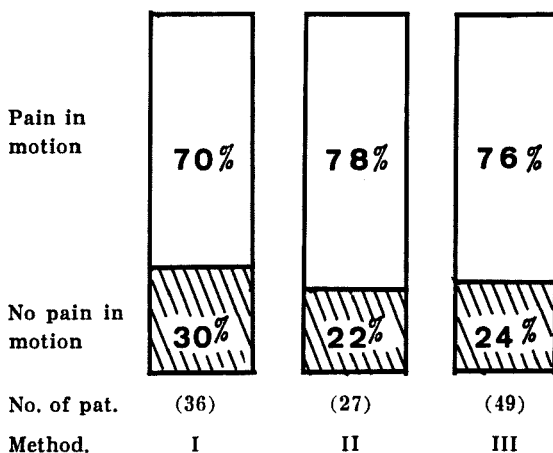 Pain in
motion
70% 78% 76%
No pain in
motion
30% 22% 24%
No. of pat. (36) (27) (49)
Method. I II III